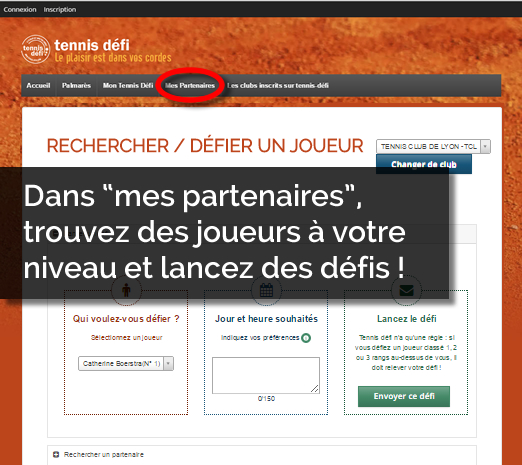 Connexion Inscription
tennis défi
Le plaisir est dans vos cordes
Accueil Palmarès Mon Tennis Défi Mes Partenaires Les clubs inscrits sur tennis-défi
RECHERCHER / DÉFIER UN JOUEUR
TENNIS CLUB DE LYON -TCL
Changer de club
Dans “mes partenaires”,
trouvez des joueurs à votre
niveau et lancez des défis !
Qui voulez-vous défier ?
Sélectionnez un joueur
Catherine Boerstra(N° 1)
Jour et heure souhaités
Indiquez vos préférences
0/150
Lancez le défi
Tennis défi n'a qu'une règle : si
vous défiez un joueur classé 1, 2
ou 3 rangs au-dessus de vous, il
doit relever votre défi !
Envoyer ce défi
Rechercher un partenaire